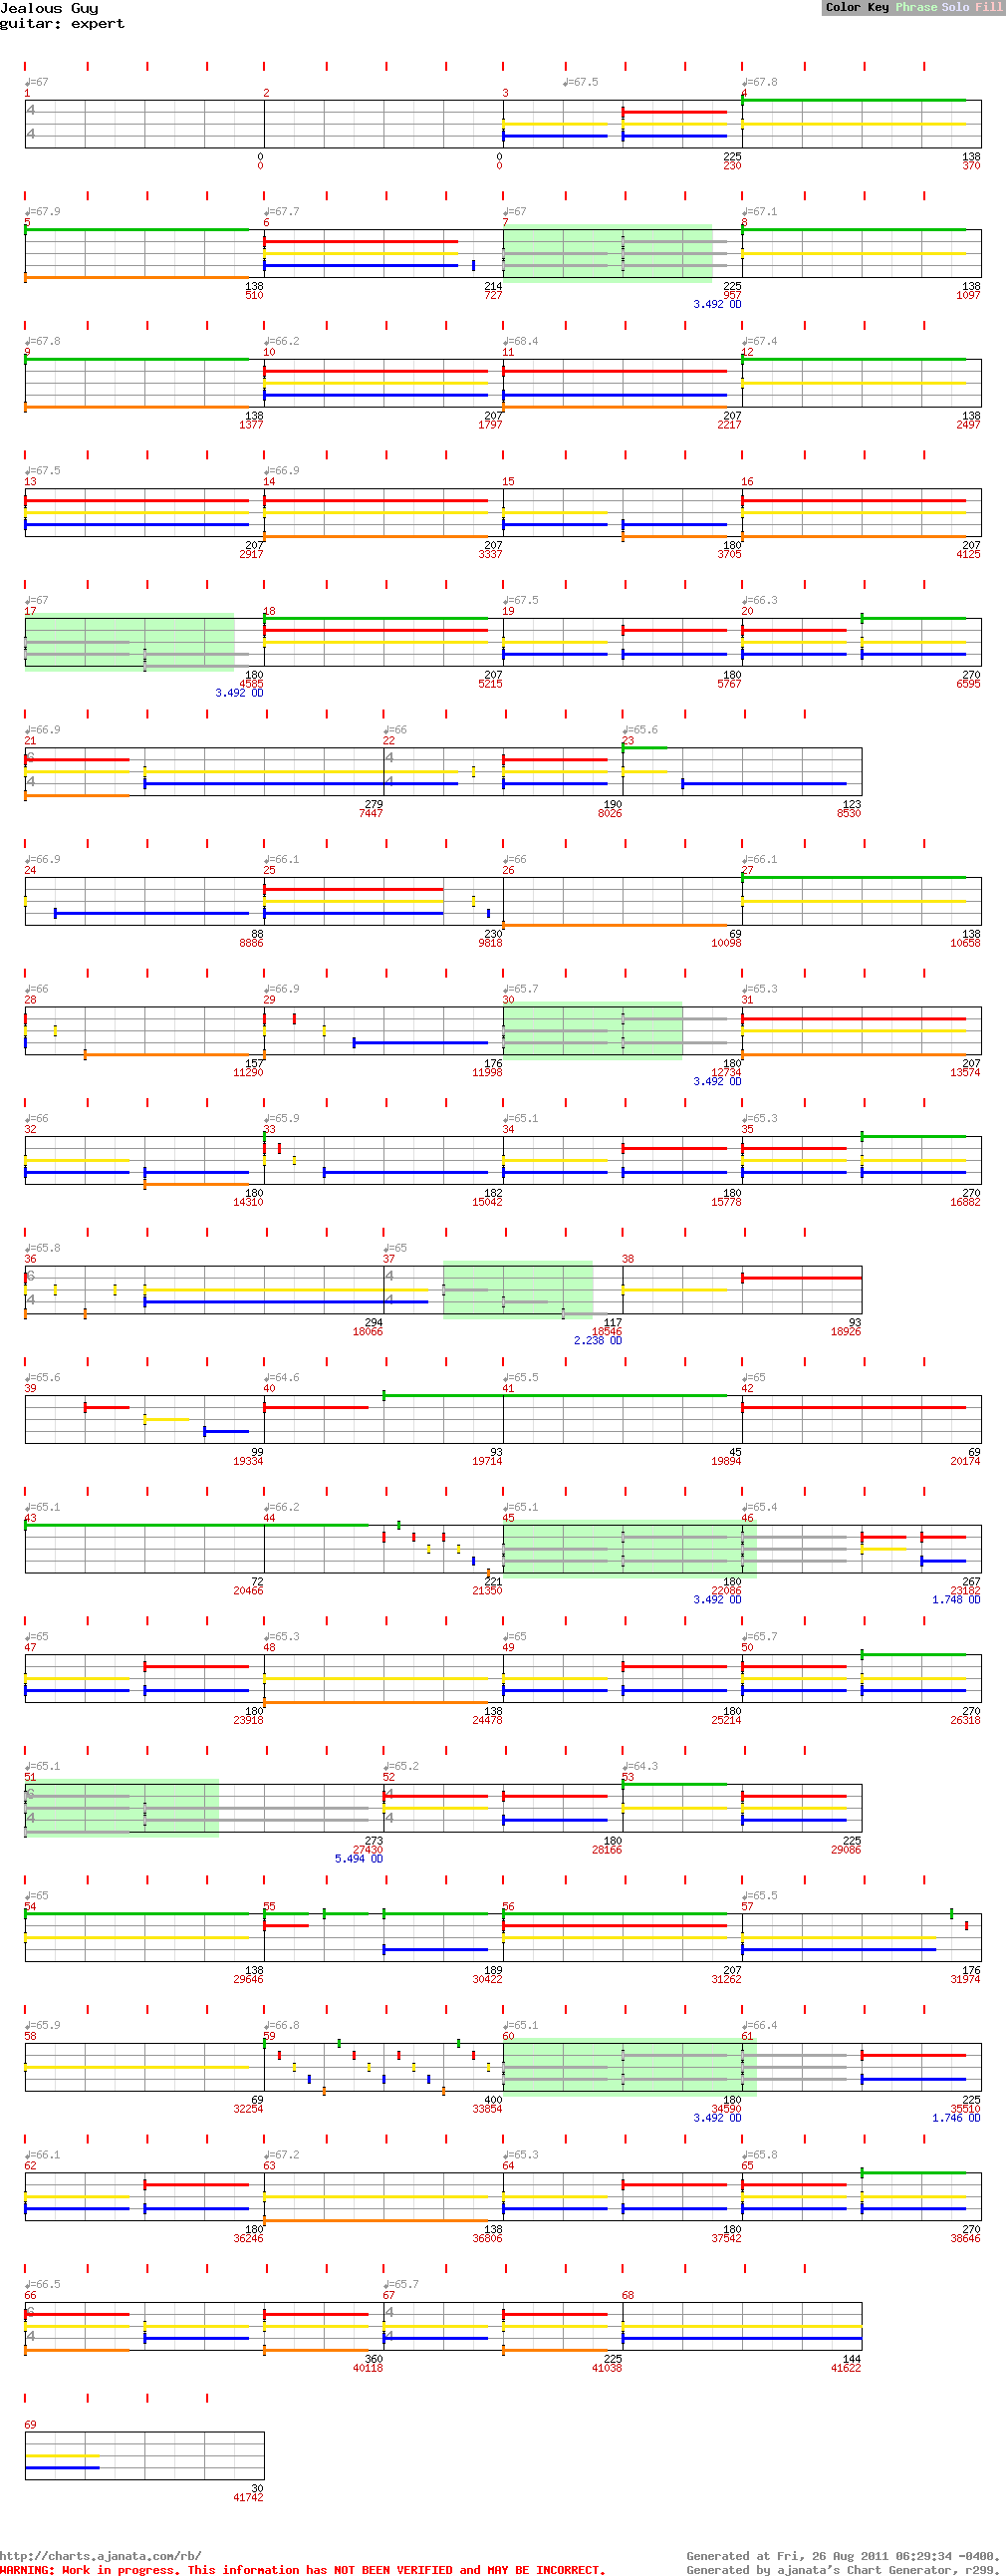 Jealous Guy
guitar: expert
Color Key Phrase Solo Fill
♩=67 ♩=67.5 ♩=67.8
1 2 3 4
4
4
0 0 225 138
0 0 230 370
♩=67.9 ♩=67.7 ♩=67 ♩=67.1
5 6 7 8
138 214 225 138
510 727 957 1097
3.492 OD
♩=67.8 ♩=66.2 ♩=68.4 ♩=67.4
9 10 11 12
138 207 207 138
1377 1797 2217 2497
♩=67.5 ♩=66.9
13 14 15 16
207 207 180 207
2917 3337 3705 4125
♩=67 ♩=67.5 ♩=66.3
17 18 19 20
180 207 180 270
4585 5215 5767 6595
3.492 OD
♩=66.9 ♩=66 ♩=65.6
21 22 23
6 4
4 4
279 190 123
7447 8026 8530
♩=66.9 ♩=66.1 ♩=66 ♩=66.1
24 25 26 27
88 230 69 138
8886 9818 10098 10658
♩=66 ♩=66.9 ♩=65.7 ♩=65.3
28 29 30 31
157 176 180 207
11290 11998 12734 13574
3.492 OD
♩=66 ♩=65.9 ♩=65.1 ♩=65.3
32 33 34 35
180 182 180 270
14310 15042 15778 16882
♩=65.8 ♩=65
36 37 38
6 4
4 4
294 117 93
18066 18546 18926
2.238 OD
♩=65.6 ♩=64.6 ♩=65.5 ♩=65
39 40 41 42
99 93 45 69
19334 19714 19894 20174
♩=65.1 ♩=66.2 ♩=65.1 ♩=65.4
43 44 45 46
72 221 180 267
20466 21350 22086 23182
3.492 OD 1.748 OD
♩=65 ♩=65.3 ♩=65 ♩=65.7
47 48 49 50
180 138 180 270
23918 24478 25214 26318
♩=65.1 ♩=65.2 ♩=64.3
51 52 53
6 4
4 4
273 180 225
27430 28166 29086
5.494 OD
♩=65 ♩=65.5
54 55 56 57
138 189 207 176
29646 30422 31262 31974
♩=65.9 ♩=66.8 ♩=65.1 ♩=66.4
58 59 60 61
69 400 180 225
32254 33854 34590 35510
3.492 OD 1.746 OD
♩=66.1 ♩=67.2 ♩=65.3 ♩=65.8
62 63 64 65
180 138 180 270
36246 36806 37542 38646
♩=66.5 ♩=65.7
66 67 68
6 4
4 4
360 225 144
40118 41038 41622
69
30
41742
http://charts.ajanata.com/rb/
Generated at Fri, 26 Aug 2011 06:29:34 -0400.
WARNING: Work in progress. This information has NOT BEEN VERIFIED and MAY BE INCORRECT.
Generated by ajanata's Chart Generator, r299.